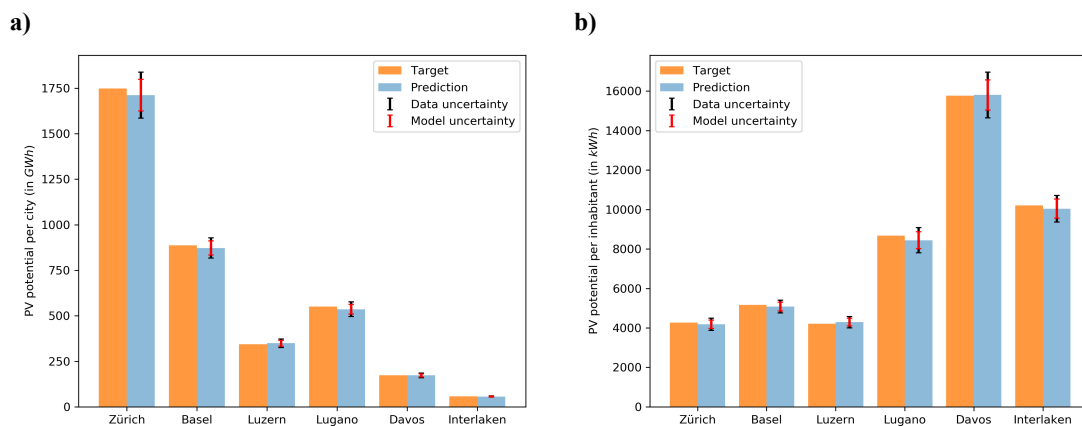 a)
PV potential per city (in GWh)
1750
1500
1250
1000
750
500
250
0
Zürich Basel Luzern Lugano Davos Interlaken
Target
Prediction
Data uncertainty
Model uncertainty
b)
PV potential per inhabitant (in kWh)
16000
14000
12000
10000
8000
6000
4000
2000
0
Zürich Basel Luzern Lugano Davos Interlaken
Target
Prediction
Data uncertainty
Model uncertainty